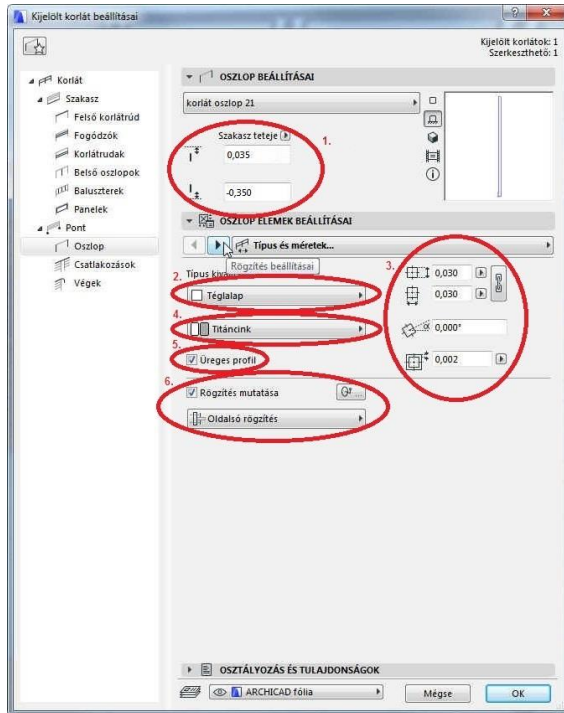 Kijelölt korlát beállításai
Kijelölt korlátok: 1
Szerkeszthető: 1
Korlát
Szakasz
Felső korlátrúd
Fogódzók
Korlátrudak
Belső oszlopok
Baluszterek
Panelek
Pont
Oszlop
Csatlakozások
Végek
OSZLOP BEÁLLÍTÁSAI
korlát oszlop 21
Szakasz teteje
1.
0,035
-0,350
OSZLOP ELEMEK BEÁLLÍTÁSAI
Típus és méretek...
Rögzítés beállításai
2. Típus
Téglalap
3.
0,030
0,030
4.
Titáncink
α 0,000°
5.
Üreges profil
0,002
6.
Rögzítés mutatása
Oldalsó rögzítés
OSZTÁLYOZÁS ÉS TULAJDONSÁGOK
ARCHICAD fólia
Mégse
OK